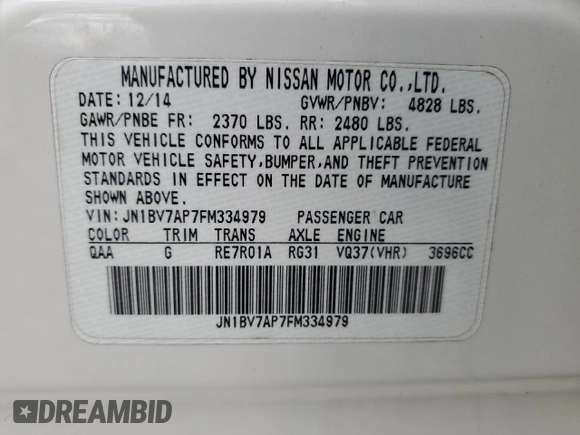 MANUFACTURED BY NISSAN MOTOR CO.,LTD.
DATE: 12/14 GVWR/PNBV: 4828 LBS.
GAWR/PNBE FR: 2370 LBS. RR: 2480 LBS.
THIS VEHICLE CONFORMS TO ALL APPLICABLE FEDERAL
MOTOR VEHICLE SAFETY,BUMPER,AND THEFT PREVENTION
STANDARDS IN EFFECT ON THE DATE OF MANUFACTURE
SHOWN ABOVE.
VIN:JN1BV7AP7FM334979 PASSENGER CAR
COLOR TRIM TRANS AXLE ENGINE
QAA G RE7R01A RG31 VQ37(VHR) 3696CC
JN1BV7AP7FM334979
DREAMBID